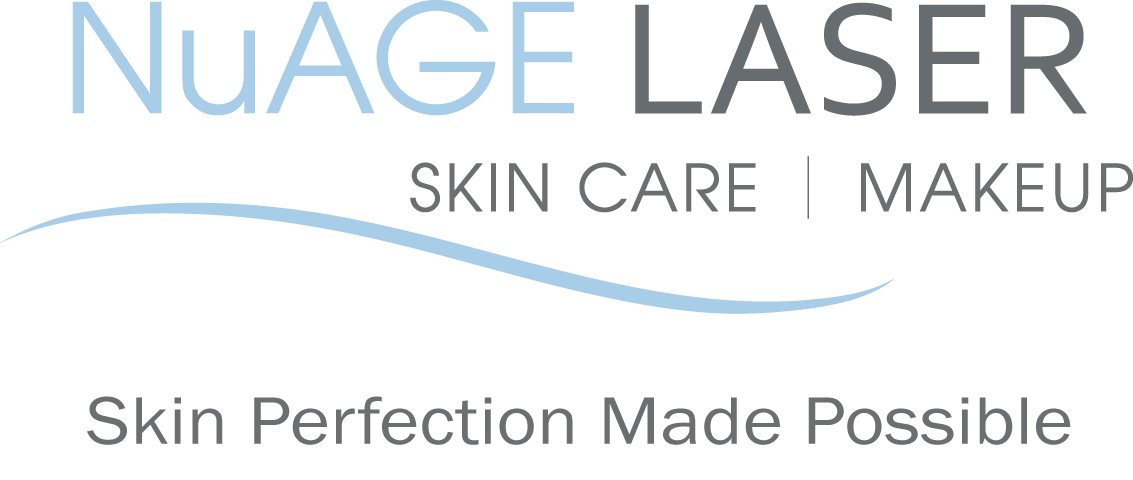 NuAGE LASER
SKIN CARE | MAKEUP
Skin Perfection Made Possible